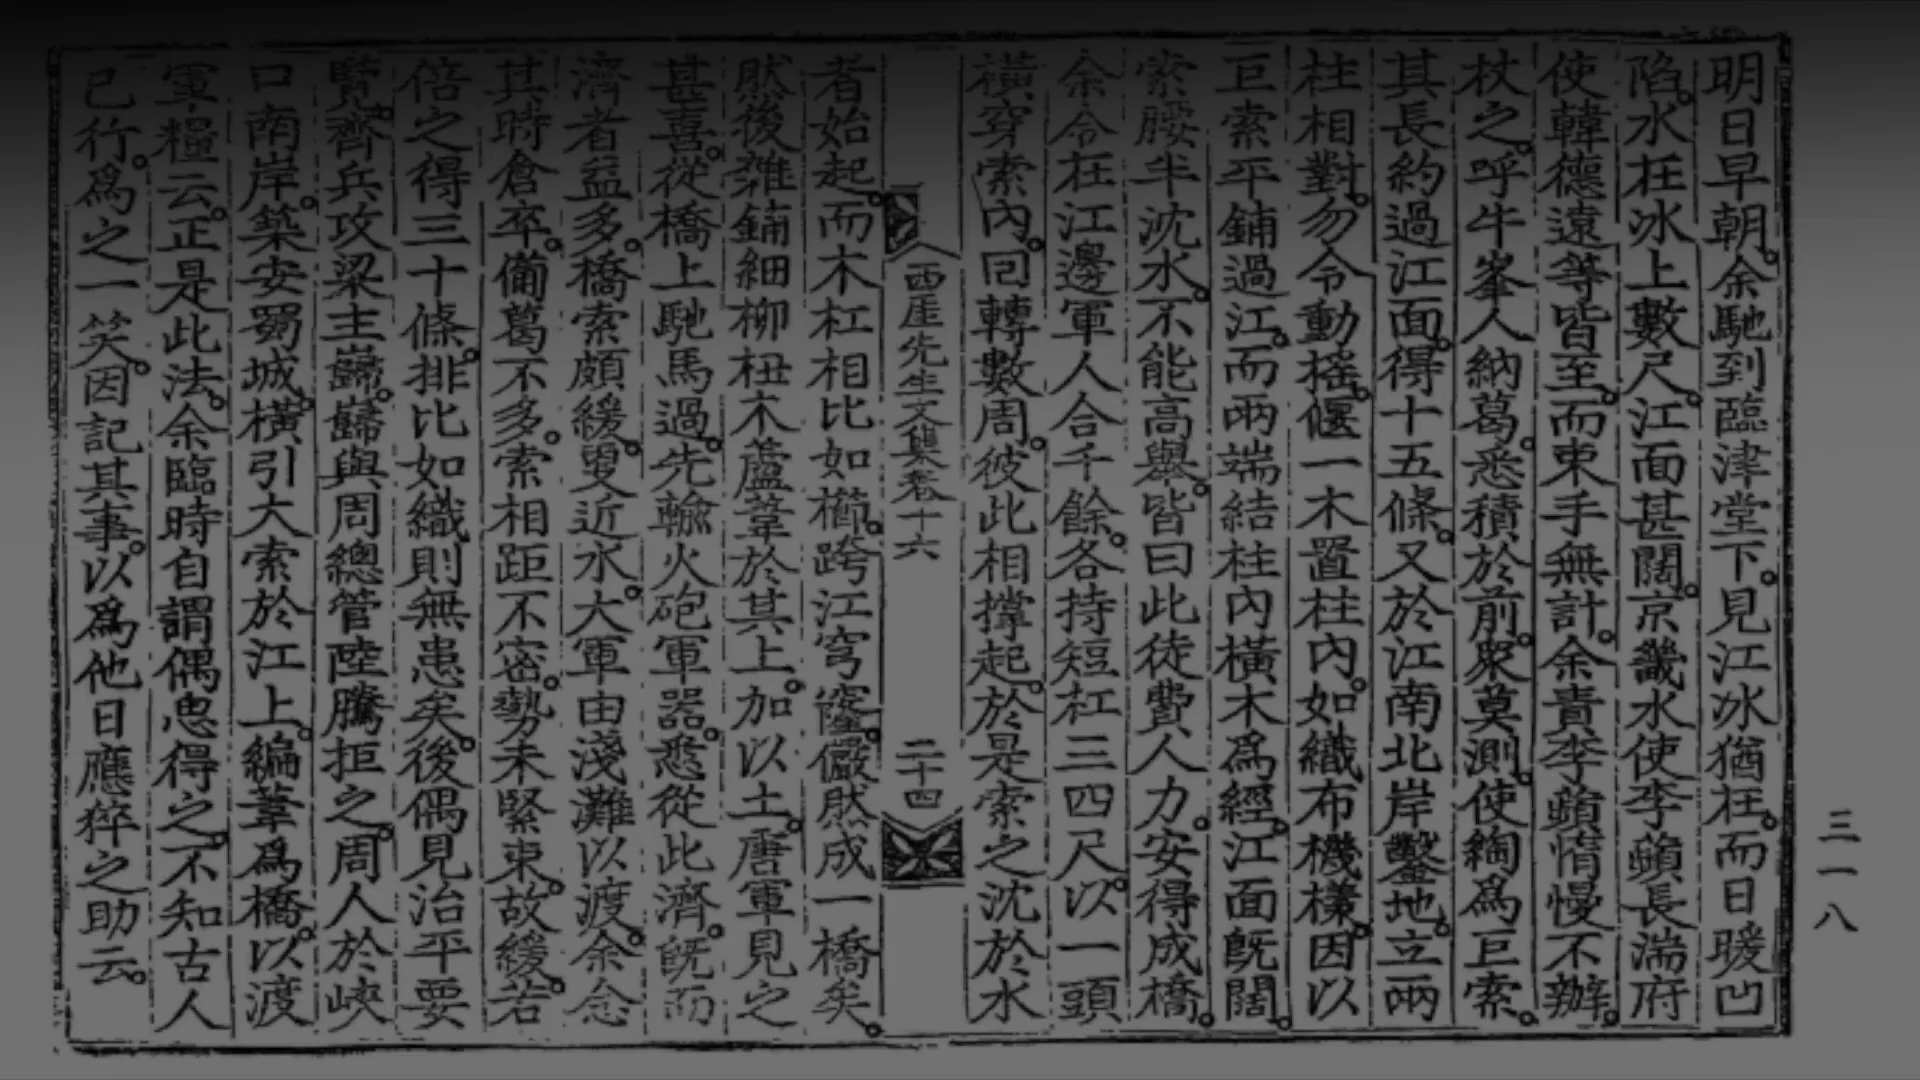 明日早朝。余馳到臨津堂下。見江冰猶在。而日暖凹
陷。水在冰上數尺。江面甚闊。京畿水使李薲長湍府
使韓德遠等皆至。而束手無計。余責李薲惰慢不辦。
杖之。呼牛峯人納葛。悉積於前。衆莫測。使綯爲巨索。
其長約過江面。得十五條。又於江南北岸鑿地。立兩
柱相對。勿令動搖。偃一木置柱內。如織布機樣。因以
巨索平鋪過江。而兩端結柱內橫木爲經。江面旣闊。
索腰半沈水。不能高擧。皆曰此徒費人力。安得成橋。
余令在江邊軍人合千餘。各持短杠三四尺。以一頭
橫穿索內。回轉數周。彼此相撑起。於是索之沈於水
西厓先生文集卷十六
二十四
者始起。而木杠相比如櫛。跨江穹窿。儼然成一橋矣。
然後雜鋪細柳杻木蘆葦於其上。加以土。唐軍見之
甚喜。從橋上馳馬過。先輸火砲軍器。悉從此濟。旣而
濟者益多。橋索頗緩。更近水。大軍由淺灘以渡。余念
其時倉卒。備葛不多。索相距不密。勢未緊束。故緩。若
倍之得三十條。排比如織則無患矣。後偶見治平要
覽。齊兵攻梁主巋。巋與周總管陸騰拒之。周人於峽
口南岸。築安蜀城。橫引大索於江上。編葦爲橋。以渡
軍糧云。正是此法。余臨時自謂偶思得之。不知古人
已行。爲之一笑。因記其事。以爲他日應猝之助云。
三一八